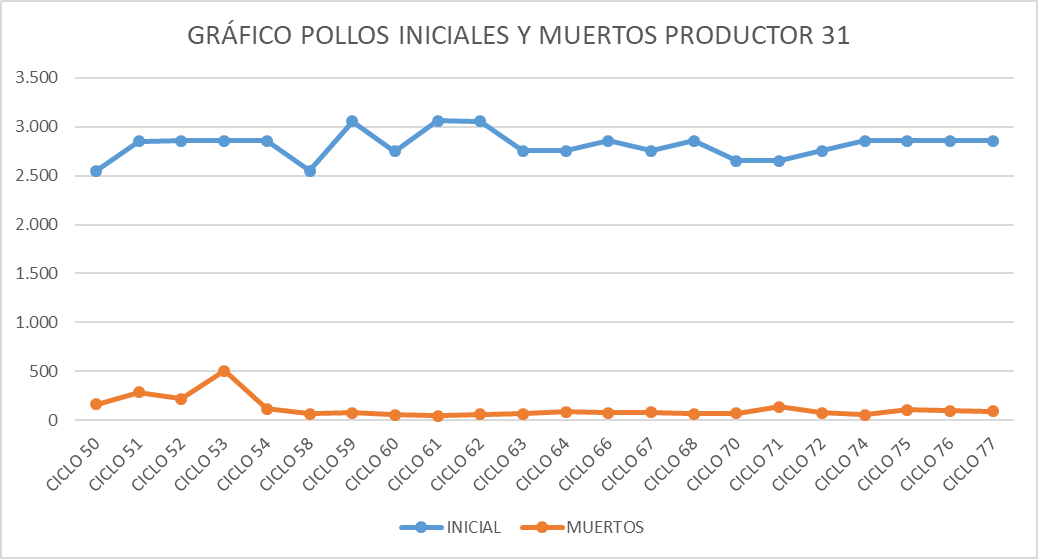 GRÁFICO POLLOS INICIALES Y MUERTOS PRODUCTOR 31
3.500
3.000
2.500
2.000
1.500
1.000
500
0
CICLO 50
CICLO 51
CICLO 52
CICLO 53
CICLO 54
CICLO 58
CICLO 59
CICLO 60
CICLO 61
CICLO 62
CICLO 63
CICLO 64
CICLO 66
CICLO 67
CICLO 68
CICLO 70
CICLO 71
CICLO 72
CICLO 74
CICLO 75
CICLO 76
CICLO 77
INICIAL MUERTOS